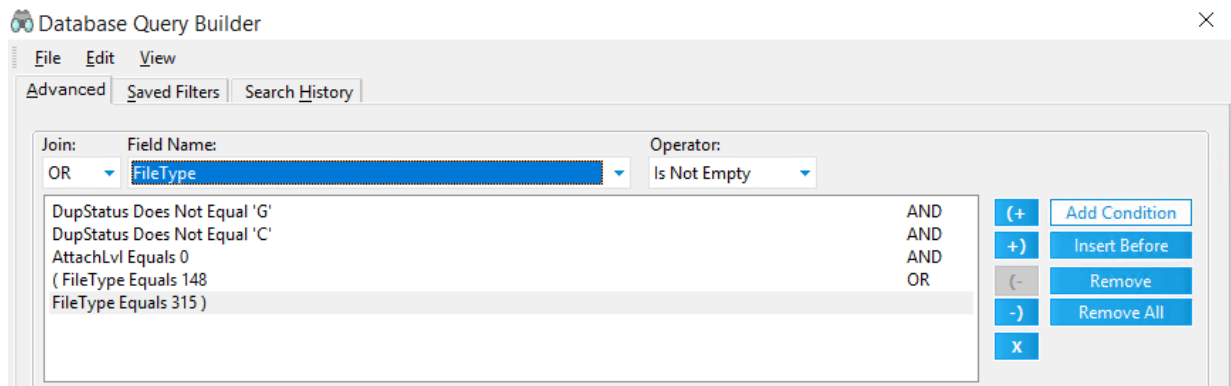 Database Query Builder
File Edit View
Advanced Saved Filters Search History
Join: Field Name: Operator:
OR FileType Is Not Empty
DupStatus Does Not Equal 'G' AND (+ Add Condition
DupStatus Does Not Equal 'C' AND +) Insert Before
AttachLvl Equals 0 AND
( FileType Equals 148 OR (- Remove
FileType Equals 315 ) -) Remove All
X